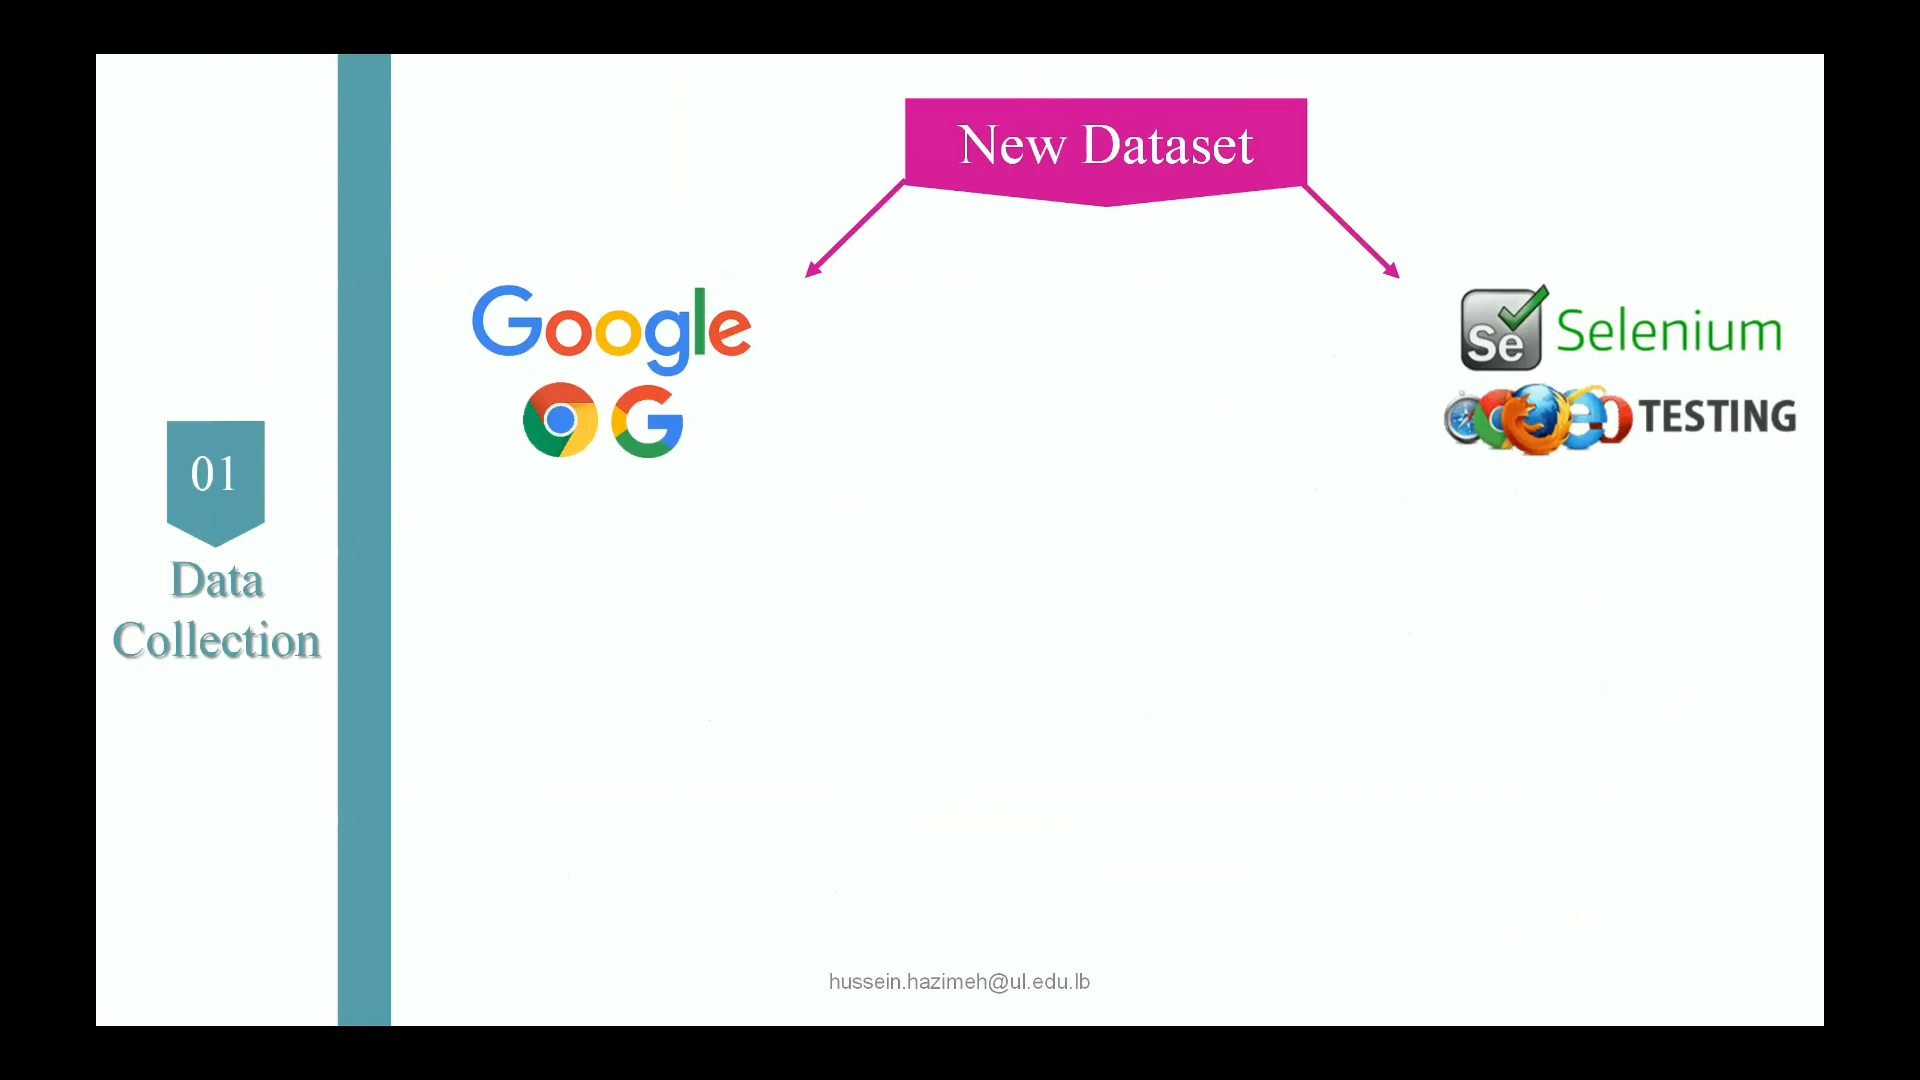 New Dataset
Google
G
Se Selenium
TESTING
01
Data
Collection
hussein.hazimeh@ul.edu.lb